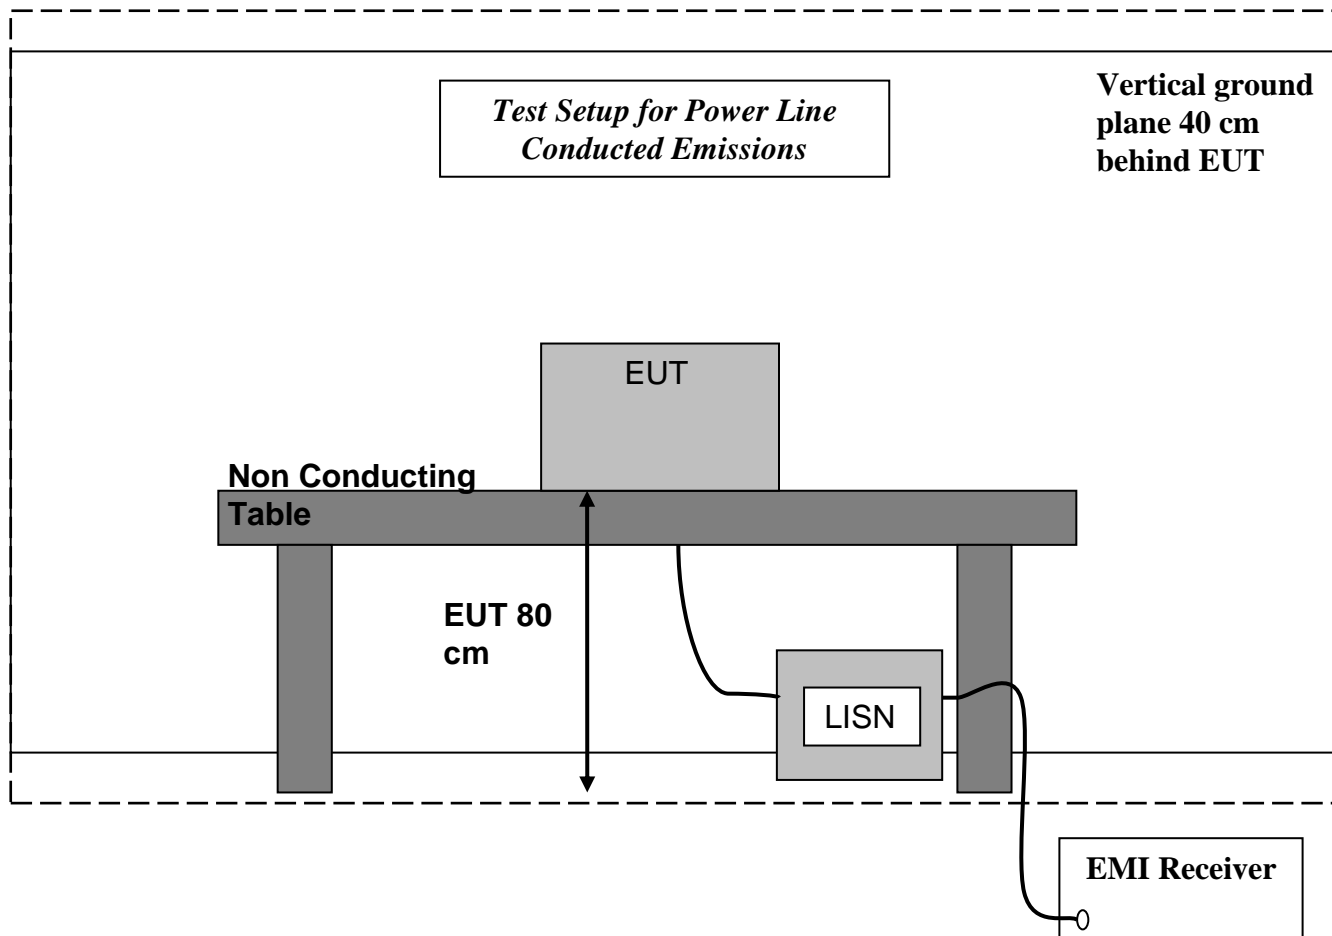 Test Setup for Power Line
Conducted Emissions
Vertical ground
plane 40 cm
behind EUT
EUT
Non Conducting
Table
EUT 80
cm
LISN
EMI Receiver